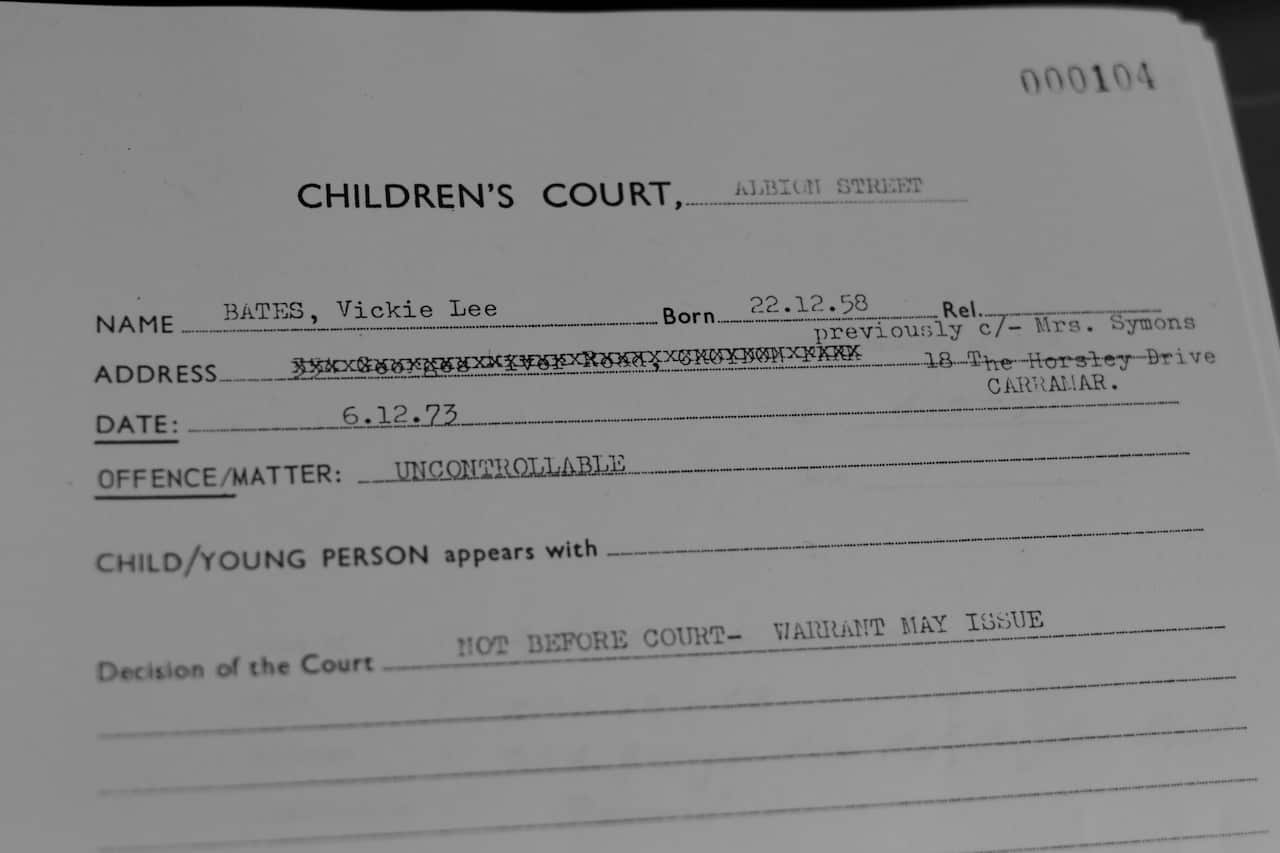 000104
CHILDREN'S COURT, ALBION STREET
NAME BATES, Vickie Lee Born 22.12.58 Rel.
previously c/- Mrs. Symons
ADDRESS 18 The Horsley Drive
CARRAMAR.
DATE: 6.12.73
OFFENCE/MATTER: UNCONTROLLABLE
CHILD/YOUNG PERSON appears with
Decision of the Court NOT BEFORE COURT- WARRANT MAY ISSUE